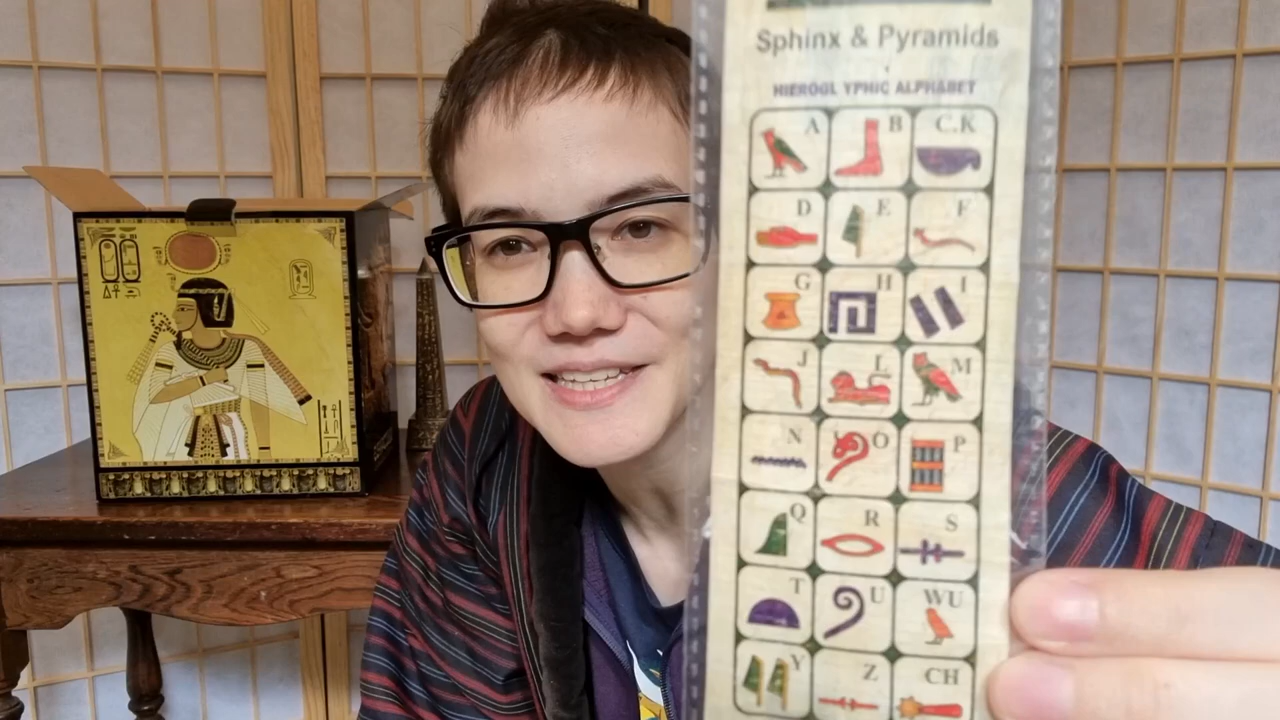 Sphinx & Pyramids
HIEROGL YPHIC ALPHABET
A B C.K
D E F
G H I
J L M
N O P
Q R S
T U WU
Y Z CH